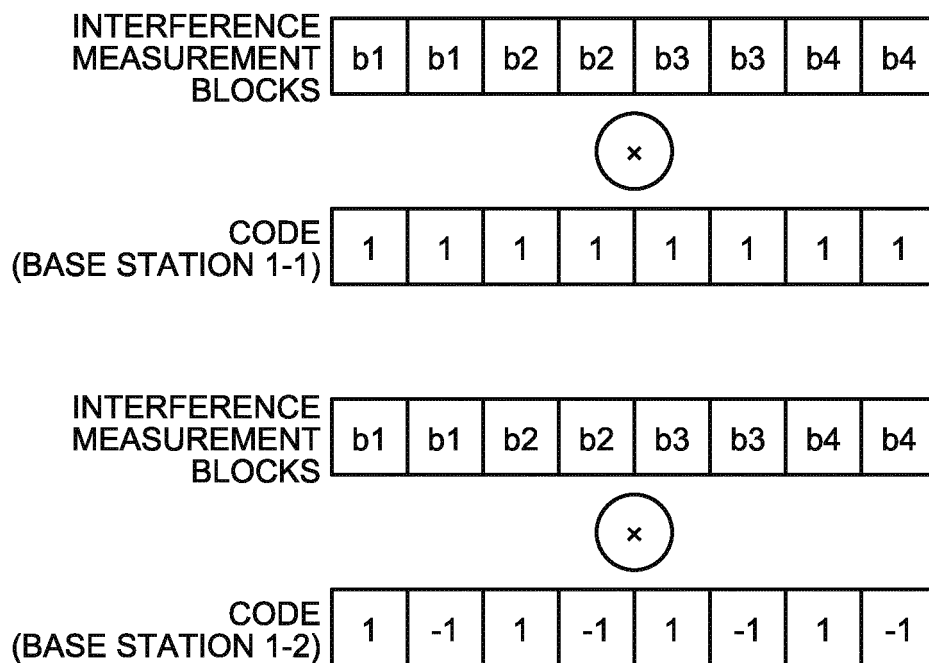 INTERFERENCE
MEASUREMENT
BLOCKS
b1 b1 b2 b2 b3 b3 b4 b4
×
CODE
(BASE STATION 1-1)
1 1 1 1 1 1 1 1
INTERFERENCE
MEASUREMENT
BLOCKS
b1 b1 b2 b2 b3 b3 b4 b4
×
CODE
(BASE STATION 1-2)
1 -1 1 -1 1 -1 1 -1